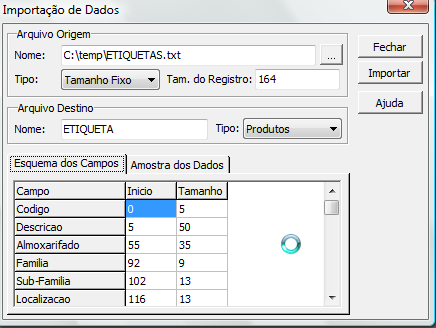 Importação de Dados
Arquivo Origem
Nome: C:\temp\ETIQUETAS.txt ...
Tipo: Tamanho Fixo Tam. do Registro: 164
Fechar
Importar
Ajuda
Arquivo Destino
Nome: ETIQUETA Tipo: Produtos
Esquema dos Campos Amostra dos Dados
Campo Inicio Tamanho
Codigo 0 5
Descricao 5 50
Almoxarifado 55 35
Familia 92 9
Sub-Familia 102 13
Localizacao 116 13